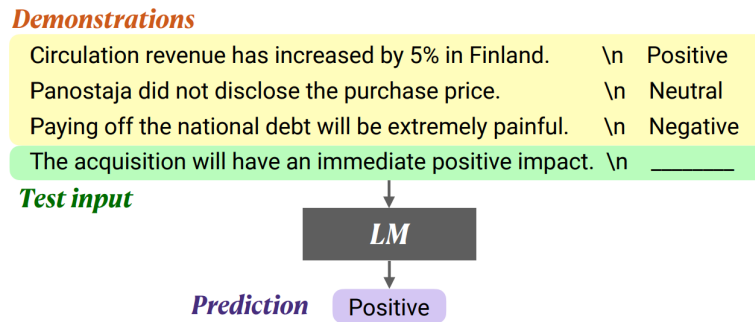 Demonstrations
Circulation revenue has increased by 5% in Finland. \n Positive
Panostaja did not disclose the purchase price. \n Neutral
Paying off the national debt will be extremely painful. \n Negative
The acquisition will have an immediate positive impact. \n ________
Test input
LM
Prediction Positive